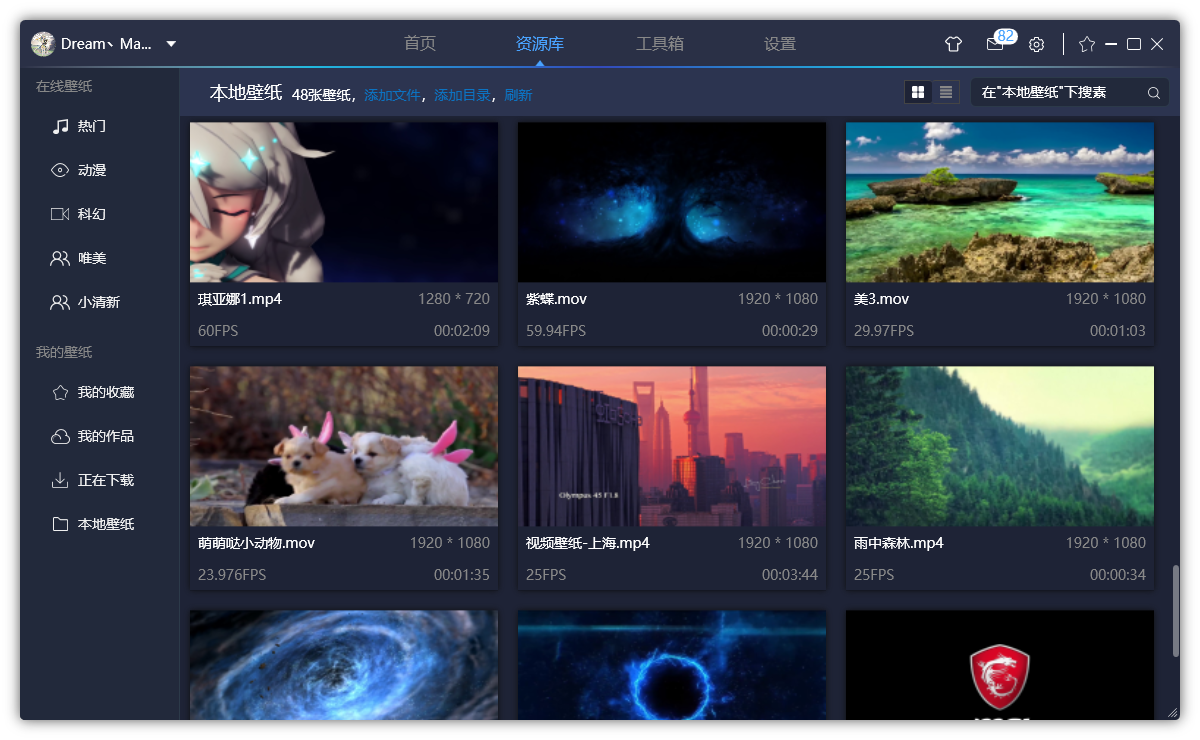 Dream丶Ma...
首页
资源库
工具箱
设置
82
在线壁纸
热门
动漫
科幻
唯美
小清新
我的壁纸
我的收藏
我的作品
正在下载
本地壁纸
本地壁纸 48张壁纸，添加文件，添加目录，刷新
在"本地壁纸"下搜素
琪亚娜1.mp4 1280 * 720
60FPS 00:02:09
紫蝶.mov 1920 * 1080
59.94FPS 00:00:29
美3.mov 1920 * 1080
29.97FPS 00:01:03
Olympus 45 F1.8
萌萌哒小动物.mov 1920 * 1080
23.976FPS 00:01:35
视频壁纸-上海.mp4 1920 * 1080
25FPS 00:03:44
雨中森林.mp4 1920 * 1080
25FPS 00:00:34